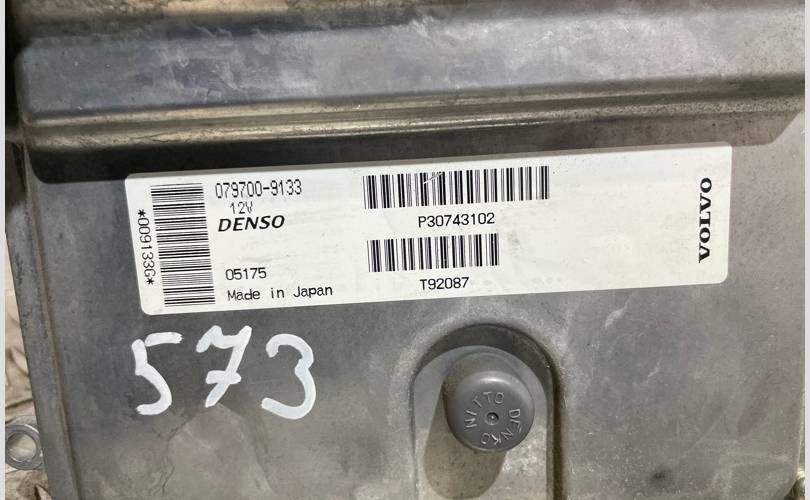 079700-9133
12V
DENSO
05175
Made in Japan
*009133G*
P30743102
T92087
VOLVO
573
NITTO DENKO